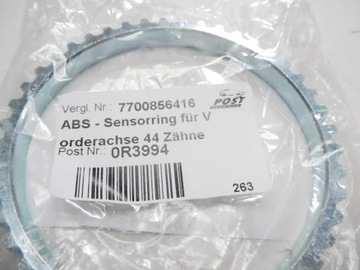 Vergl. Nr.: 7700856416
POST
ABS - Sensorring für V
orderachse 44 Zähne
Post Nr.: 0R3994
263